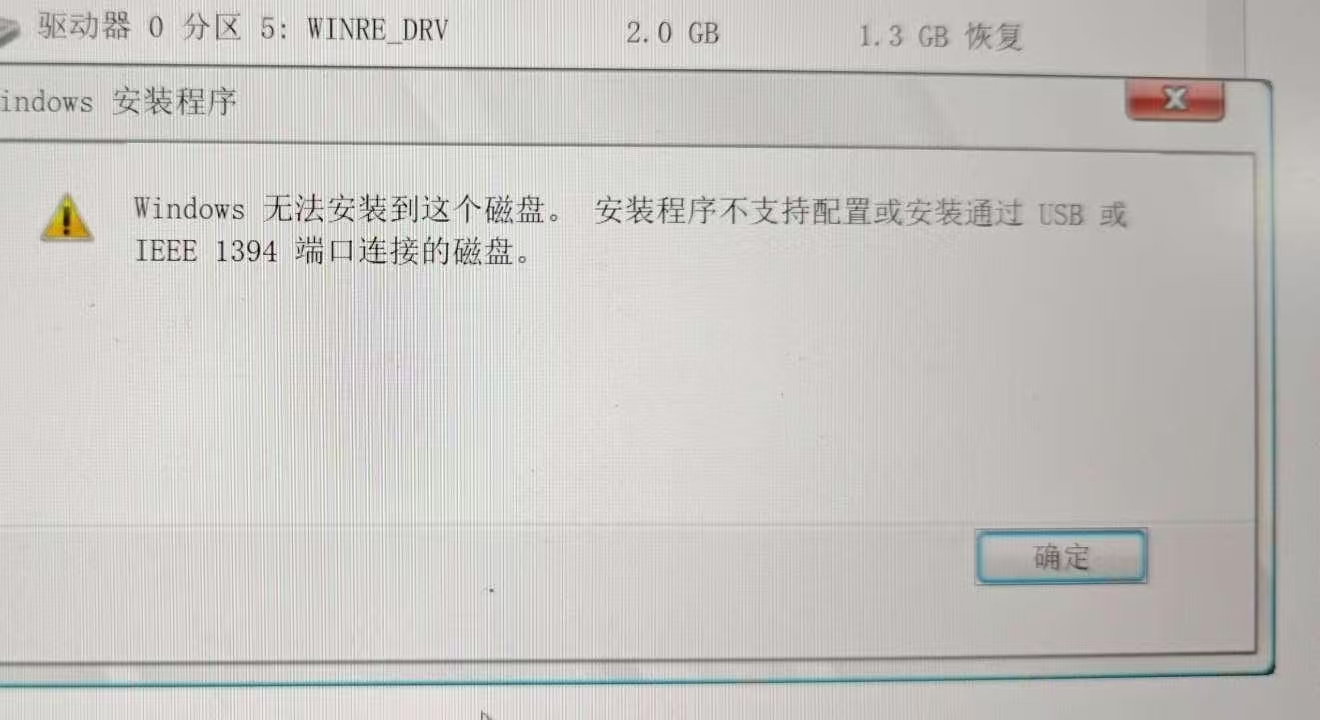 驱动器 0 分区 5: WINRE_DRV 2.0 GB 1.3 GB 恢复
indows 安装程序
Windows 无法安装到这个磁盘。 安装程序不支持配置或安装通过 USB 或
IEEE 1394 端口连接的磁盘。
确定